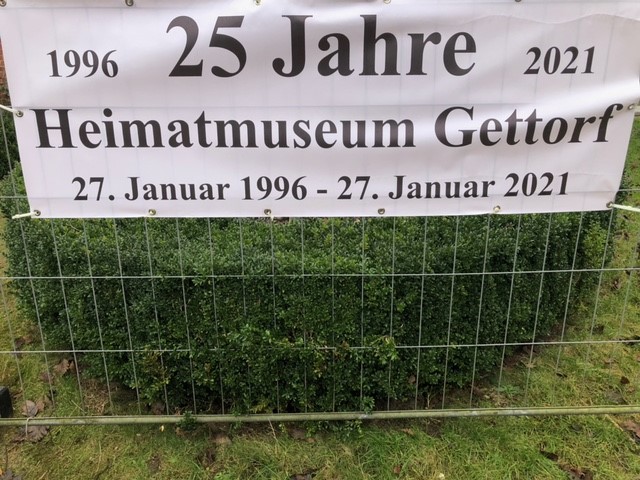 1996 25 Jahre 2021
Heimatmuseum Gettorf
27. Januar 1996 - 27. Januar 2021